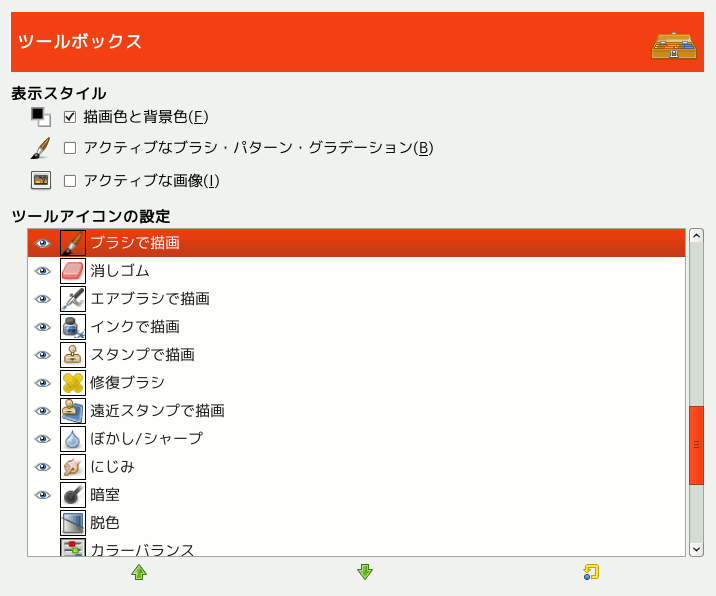 ツールボックス
表示スタイル
描画色と背景色(F)
アクティブなブラシ・パターン・グラデーション(B)
アクティブな画像(I)
ツールアイコンの設定
ブラシで描画
消しゴム
エアブラシで描画
インクで描画
スタンプで描画
修復ブラシ
遠近スタンプで描画
ぼかし/シャープ
にじみ
暗室
脱色
カラーバランス